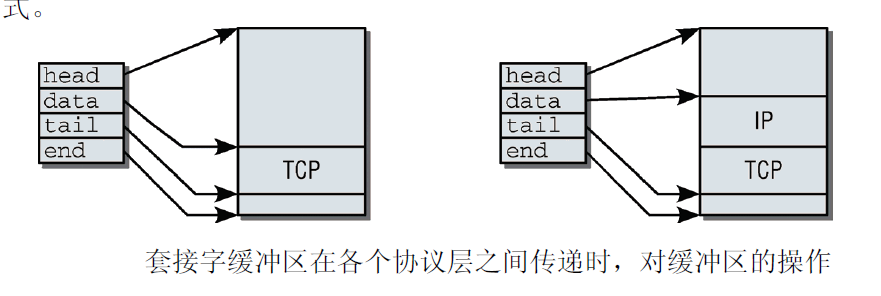 式。
head
data
tail
end
TCP
head
data
tail
end
IP
TCP
套接字缓冲区在各个协议层之间传递时，对缓冲区的操作